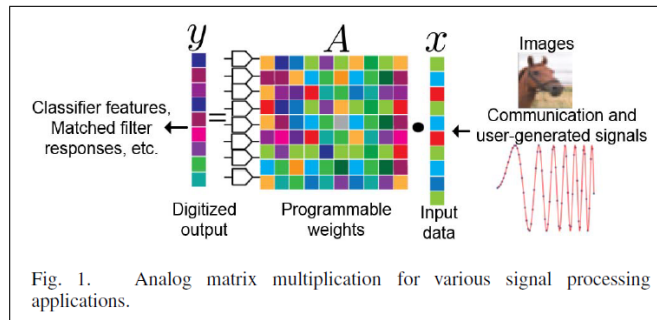 y
A
x
Images
Classifier features,
Matched filter
responses, etc.
=
Communication and
user-generated signals
Digitized
output
Programmable
weights
Input
data
Fig. 1. Analog matrix multiplication for various signal processing
applications.